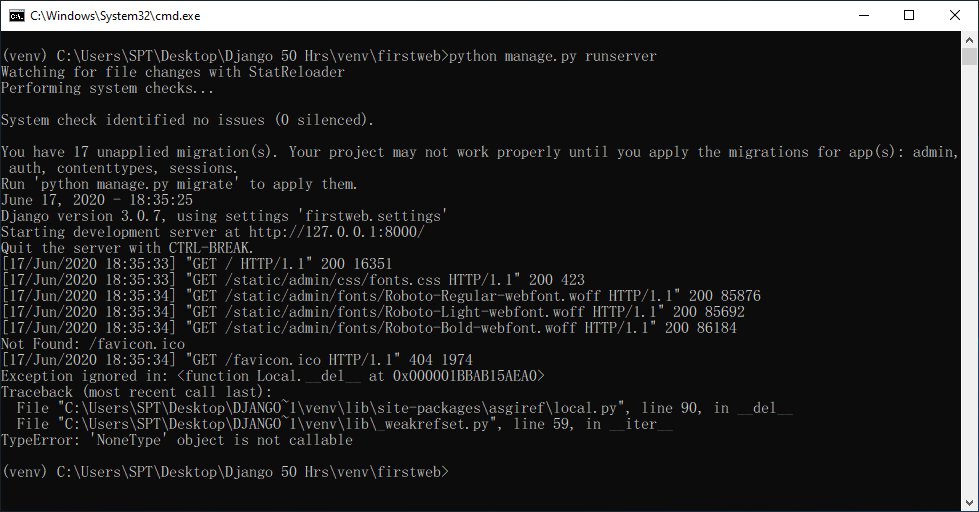 C:\Windows\System32\cmd.exe
(venv) C:\Users\SPT\Desktop\Django 50 Hrs\venv\firstweb>python manage.py runserver
Watching for file changes with StatReloader
Performing system checks...
System check identified no issues (0 silenced).
You have 17 unapplied migration(s). Your project may not work properly until you apply the migrations for app(s): admin,
 auth, contenttypes, sessions.
Run 'python manage.py migrate' to apply them.
June 17, 2020 - 18:35:25
Django version 3.0.7, using settings 'firstweb.settings'
Starting development server at http://127.0.0.1:8000/
Quit the server with CTRL-BREAK.
[17/Jun/2020 18:35:33] "GET / HTTP/1.1" 200 16351
[17/Jun/2020 18:35:33] "GET /static/admin/css/fonts.css HTTP/1.1" 200 423
[17/Jun/2020 18:35:34] "GET /static/admin/fonts/Roboto-Regular-webfont.woff HTTP/1.1" 200 85876
[17/Jun/2020 18:35:34] "GET /static/admin/fonts/Roboto-Light-webfont.woff HTTP/1.1" 200 85692
[17/Jun/2020 18:35:34] "GET /static/admin/fonts/Roboto-Bold-webfont.woff HTTP/1.1" 200 86184
Not Found: /favicon.ico
[17/Jun/2020 18:35:34] "GET /favicon.ico HTTP/1.1" 404 1974
Exception ignored in: <function Local.__del__ at 0x000001BBAB15AEA0>
Traceback (most recent call last):
  File "C:\Users\SPT\Desktop\DJANGO~1\venv\lib\site-packages\asgiref\local.py", line 90, in __del__
  File "C:\Users\SPT\Desktop\DJANGO~1\venv\lib\_weakrefset.py", line 59, in __iter__
TypeError: 'NoneType' object is not callable
(venv) C:\Users\SPT\Desktop\Django 50 Hrs\venv\firstweb>